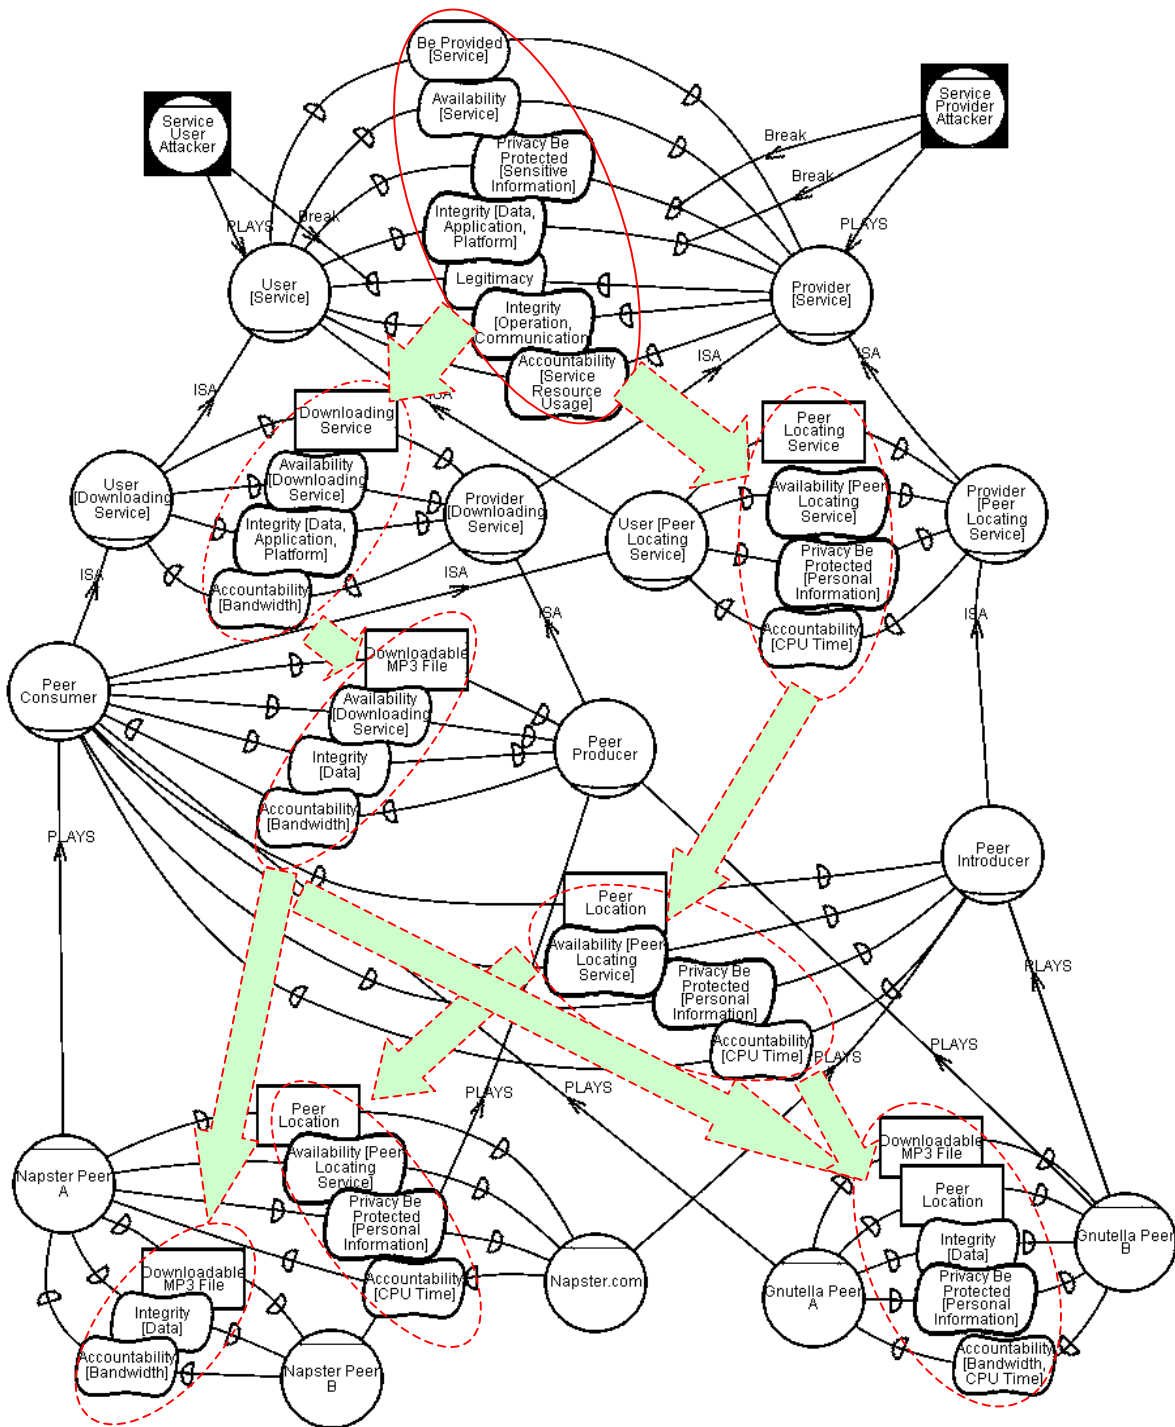 Be Provided
[Service]
Service
User
Attacker
Service
Provider
Attacker
Availability
[Service]
Break
Privacy Be
Protected
[Sensitive
Information]
Break
PLAYS
Break
Integrity [Data,
Application,
Platform]
PLAYS
User
[Service]
Legitimacy
Provider
[Service]
Integrity
[Operation,
Communication
Accountability
[Service
Resource
Usage]
ISA
ISA
ISA
ISA
Downloading
Service
Peer
Locating
Service
User
[Downloading
Service]
Availability
[Downloading
Service]
Provider
[Downloading
Service]
User [Peer
Locating
Service]
Availability [Peer
Locating
Service]
Provider
[Peer
Locating
Service]
Integrity [Data,
Application,
Platform]
Privacy Be
Protected
[Personal
Information]
ISA
ISA
Accountability
[Bandwidth]
ISA
ISA
Accountability
[CPU Time]
Peer
Consumer
Downloadable
MP3 File
Availability
[Downloading
Service]
Peer
Producer
Integrity
[Data]
Accountability
[Bandwidth]
PLAYS
Peer
Introducer
Peer
Location
Availability [Peer
Locating
Service]
Privacy Be
Protected
[Personal
Information]
PLAYS
Accountability
[CPU Time]
PLAYS
PLAYS
PLAYS
PLAYS
Peer
Location
Napster Peer
A
Availability [Peer
Locating
Service]
Privacy Be
Protected
[Personal
Information]
Accountability
[CPU Time]
Napster.com
Downloadable
MP3 File
Integrity
[Data]
Accountability
[Bandwidth]
Napster Peer
B
Downloadable
MP3 File
Peer
Location
Integrity
[Data]
Gnutella Peer
B
Gnutella Peer
A
Privacy Be
Protected
[Personal
Information]
Accountability
[Bandwidth,
CPU Time]